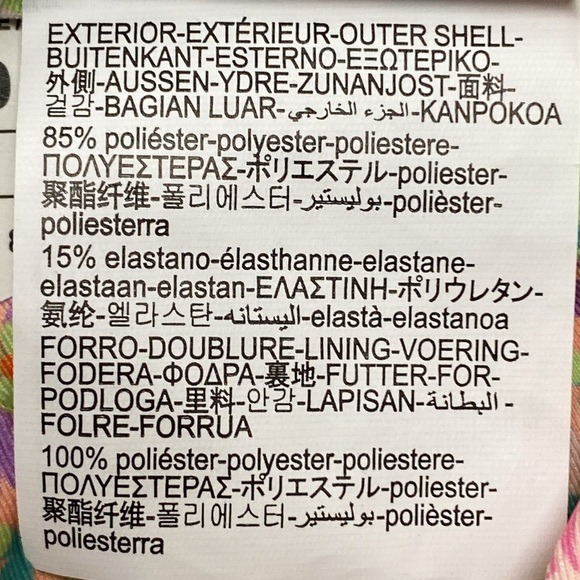 EXTERIOR-EXTÉRIEUR-OUTER SHELL-
BUITENKANT-ESTERNO-ΕΞΩΤΕΡΙΚΟ-
外側-AUSSEN-YDRE-ZUNANJOST-面料-
겉감-BAGIAN LUAR-الجزء الخارجي-KANPOKOA
85% poliéster-polyester-poliestere-
ΠΟΛΥΕΣΤΕΡΑΣ-ポリエステル-poliester-
聚酯纤维-폴리에스터-بوليستير-polièster-
poliesterra
15% elastano-élasthanne-elastane-
elastaan-elastan-ΕΛΑΣΤΙΝΗ-ポリウレタン-
氨纶-엘라스탄-اليستانه-elastà-elastanoa
FORRO-DOUBLURE-LINING-VOERING-
FODERA-ΦΟΔΡΑ-裏地-FUTTER-FOR-
PODLOGA-里料-안감-LAPISAN-البطانة-
FOLRE-FORRUA
100% poliéster-polyester-poliestere-
ΠΟΛΥΕΣΤΕΡΑΣ-ポリエステル-poliester-
聚酯纤维-폴리에스터-بوليستير-polièster-
poliesterra